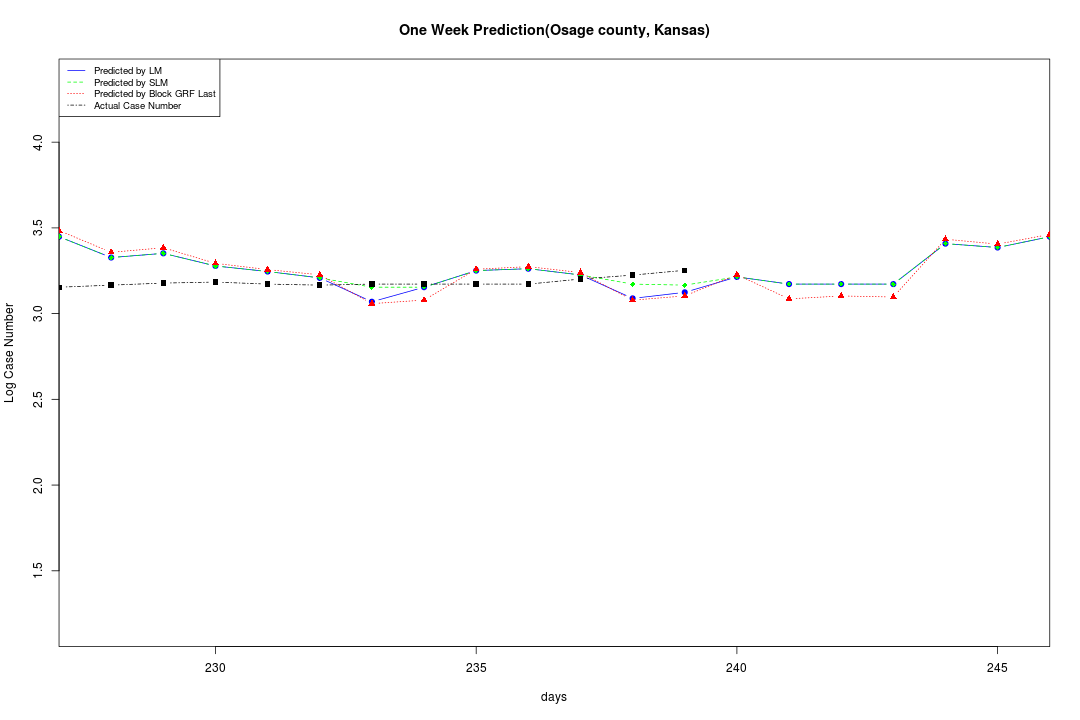 One Week Prediction(Osage county, Kansas)
Predicted by LM
Predicted by SLM
Predicted by Block GRF Last
Actual Case Number
4.0
3.5
3.0
2.5
2.0
1.5
Log Case Number
230 235 240 245
days